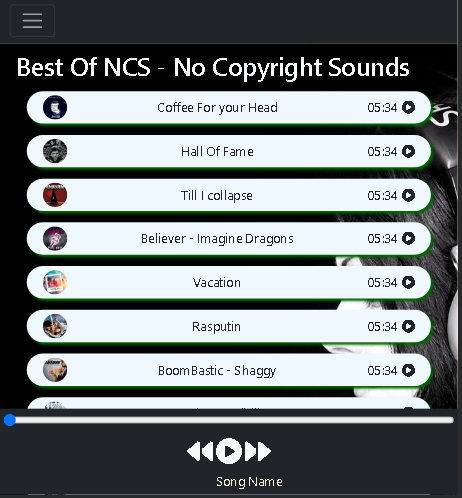 Best Of NCS - No Copyright Sounds
Coffee For your Head 05:34
Hall Of Fame 05:34
Till I collapse 05:34
Believer - Imagine Dragons 05:34
Vacation 05:34
Rasputin 05:34
BoomBastic - Shaggy 05:34
Song Name